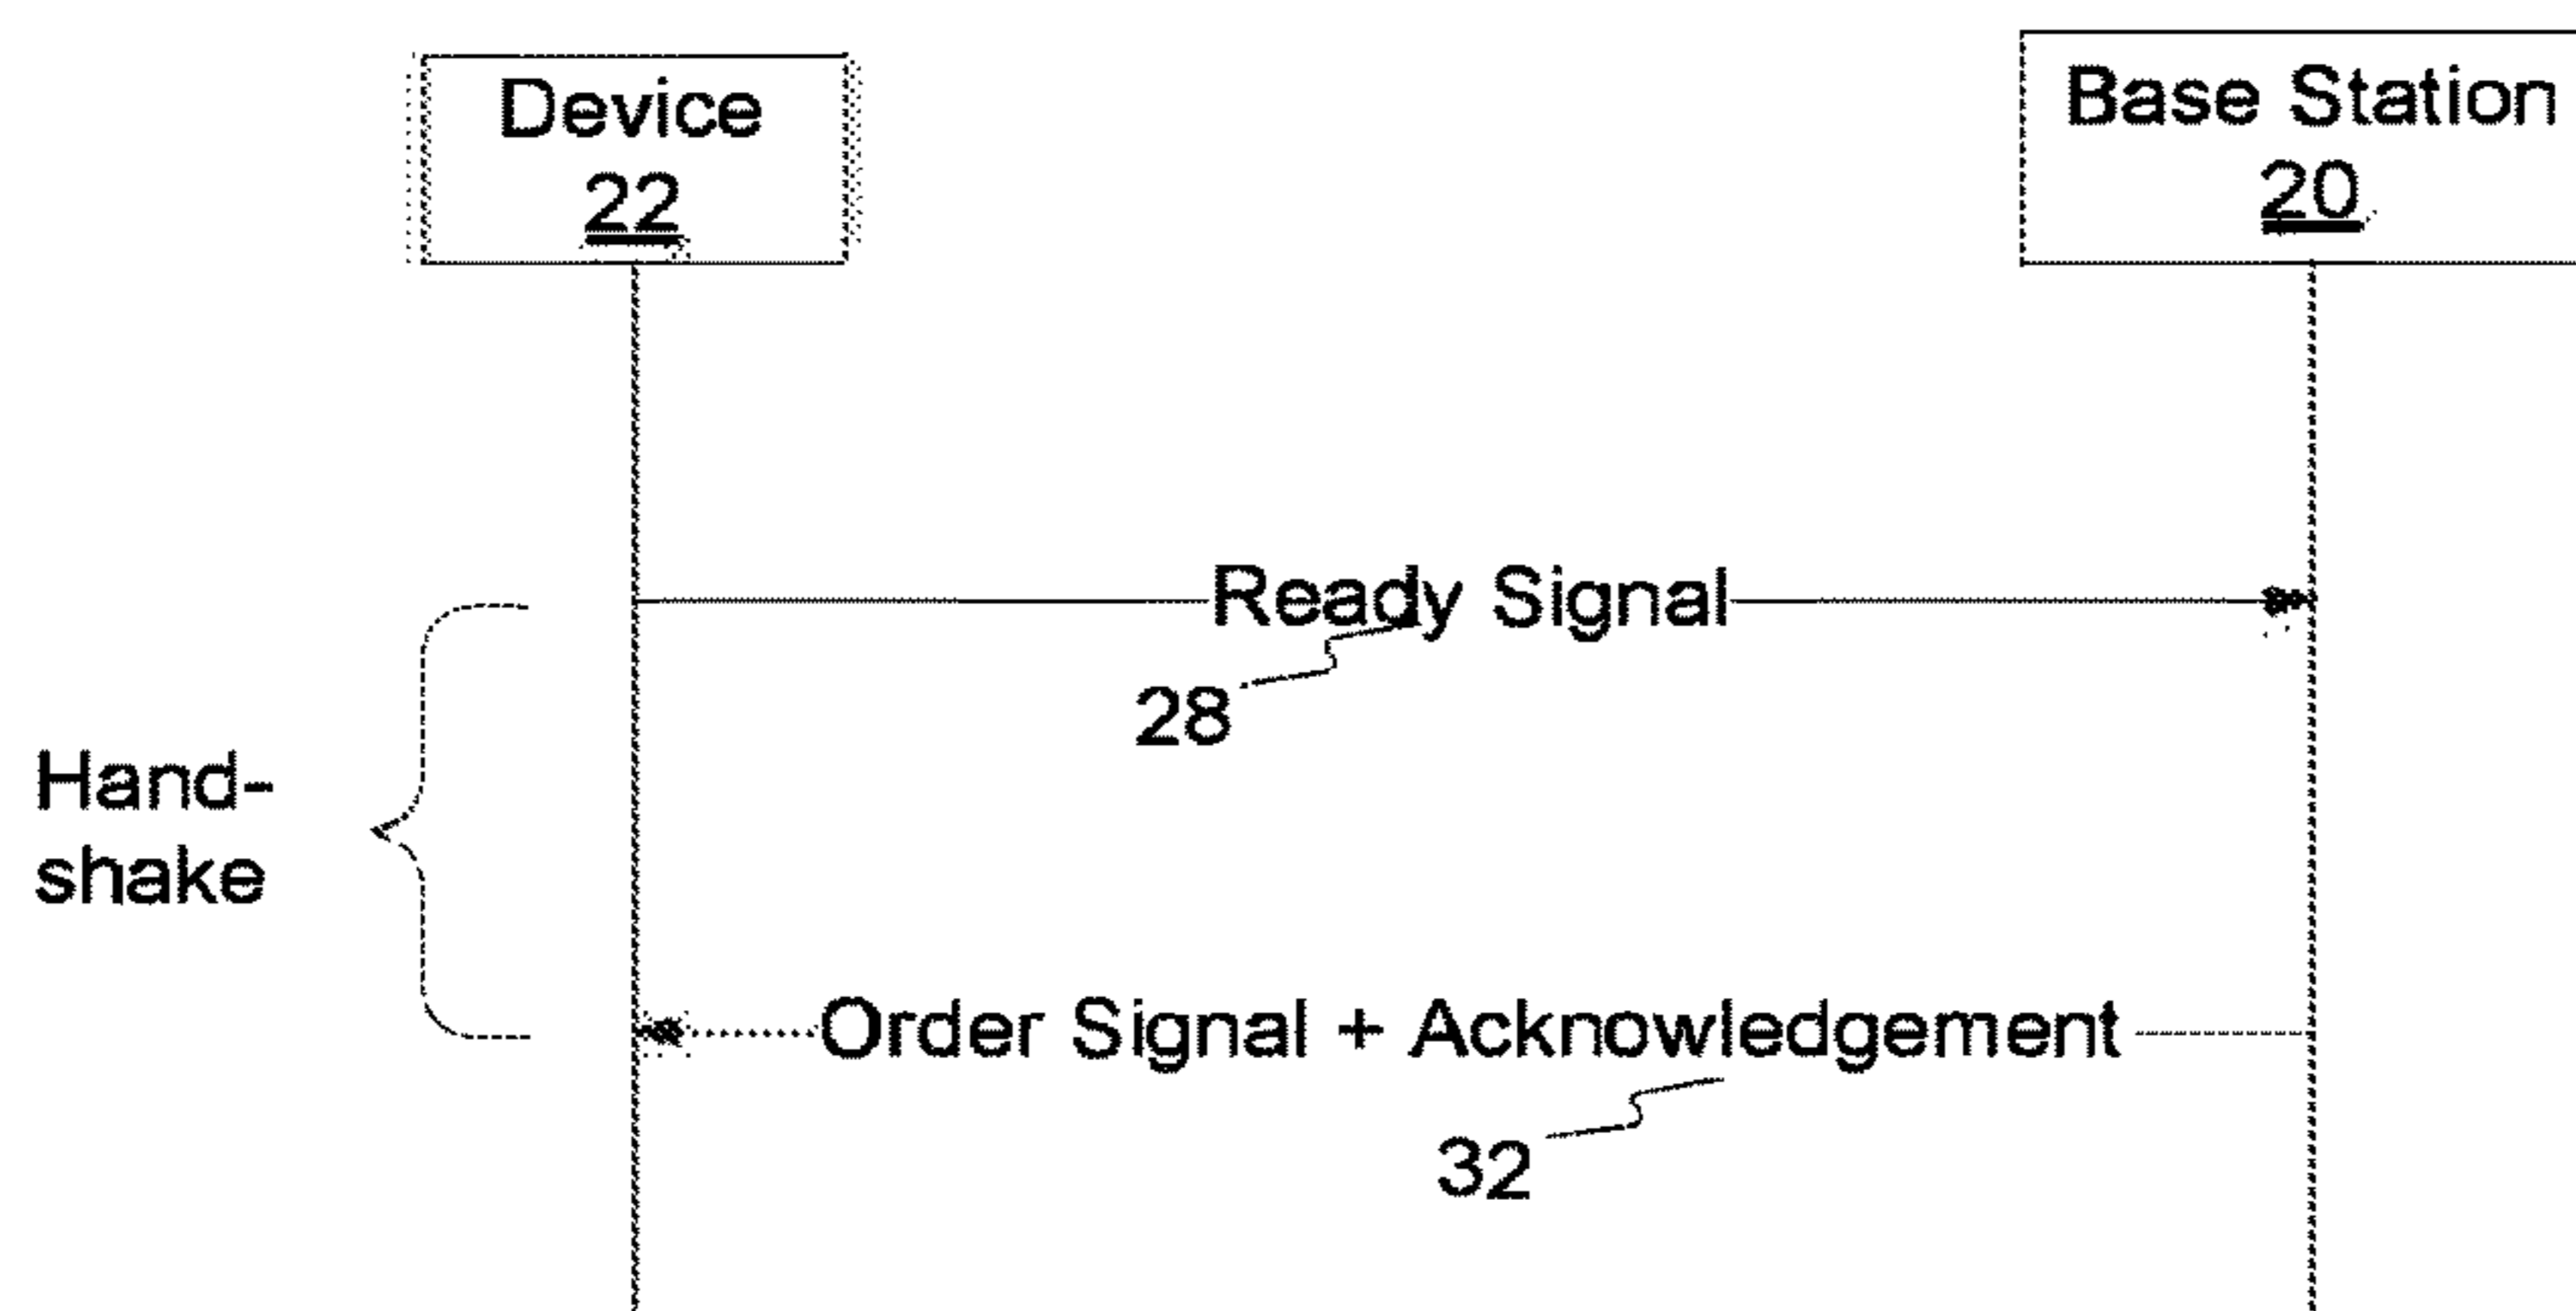 Device
22
Base Station
20
Ready Signal
28
Hand-
shake
Order Signal + Acknowledgement
32